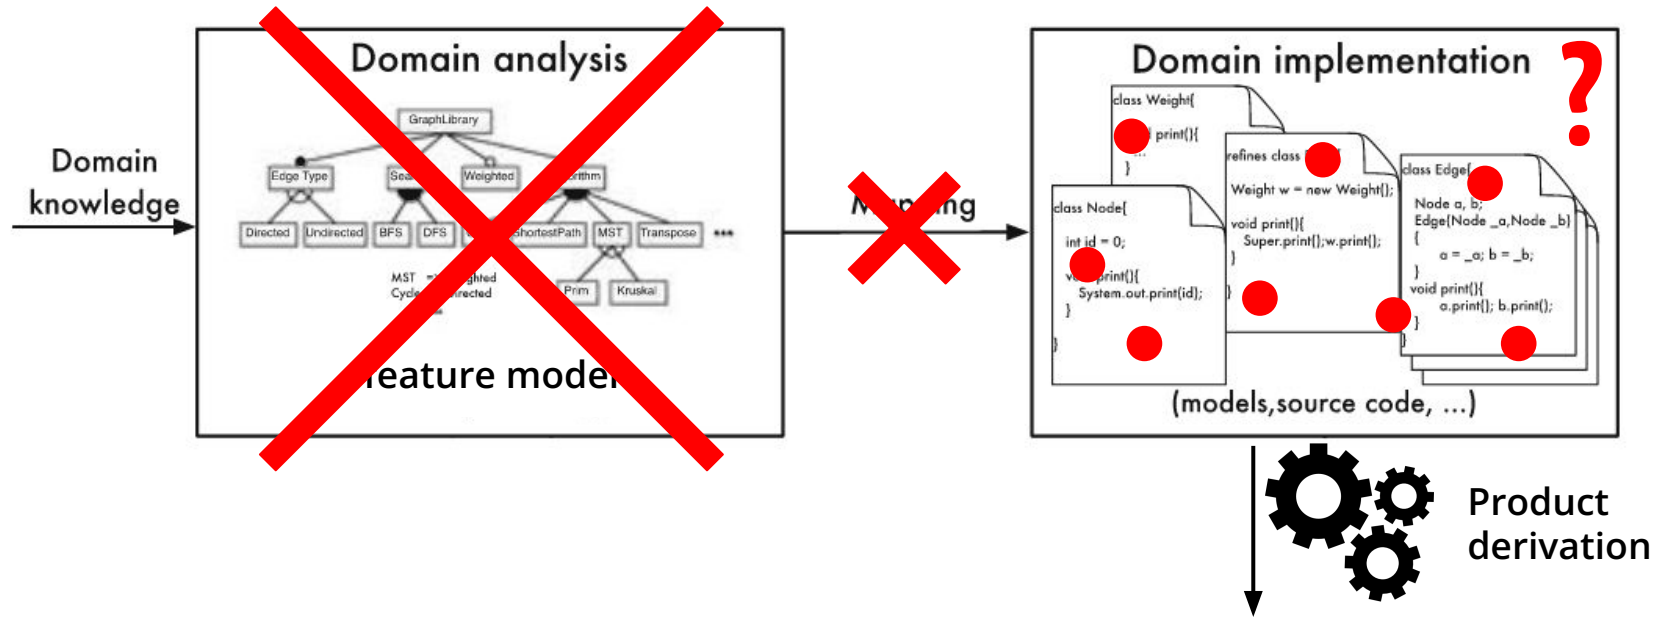 Domain
knowledge
Domain analysis
GraphLibrary
Edge Type
Weighted
Directed
Undirected
BFS
DFS
ShortestPath
MST
Transpose
•••
MST
Prim
Kruskal
feature model
Mapping
Domain implementation
?
class Weight{
print(){
...
}
refines class
Weight w = new Weight();
void print(){
Super.print();w.print();
}
}
class Node{
int id = 0;
print(){
System.out.print(id);
}
}
class Edge{
Node a, b;
Edge(Node _a,Node _b)
{
a = _a; b = _b;
}
void print(){
a.print(); b.print();
}
}
(models,source code, ...)
Product
derivation